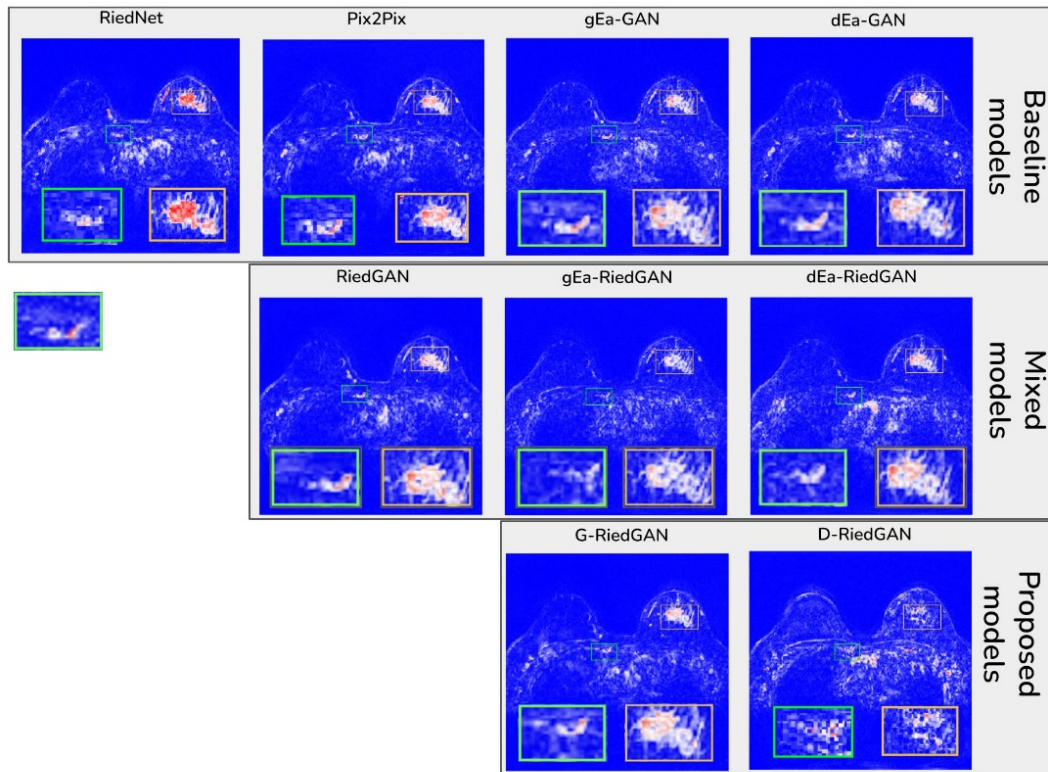 RiedNet
Pix2Pix
gEa-GAN
dEa-GAN
Baseline
models
RiedGAN
gEa-RiedGAN
dEa-RiedGAN
Mixed
models
G-RiedGAN
D-RiedGAN
Proposed
models